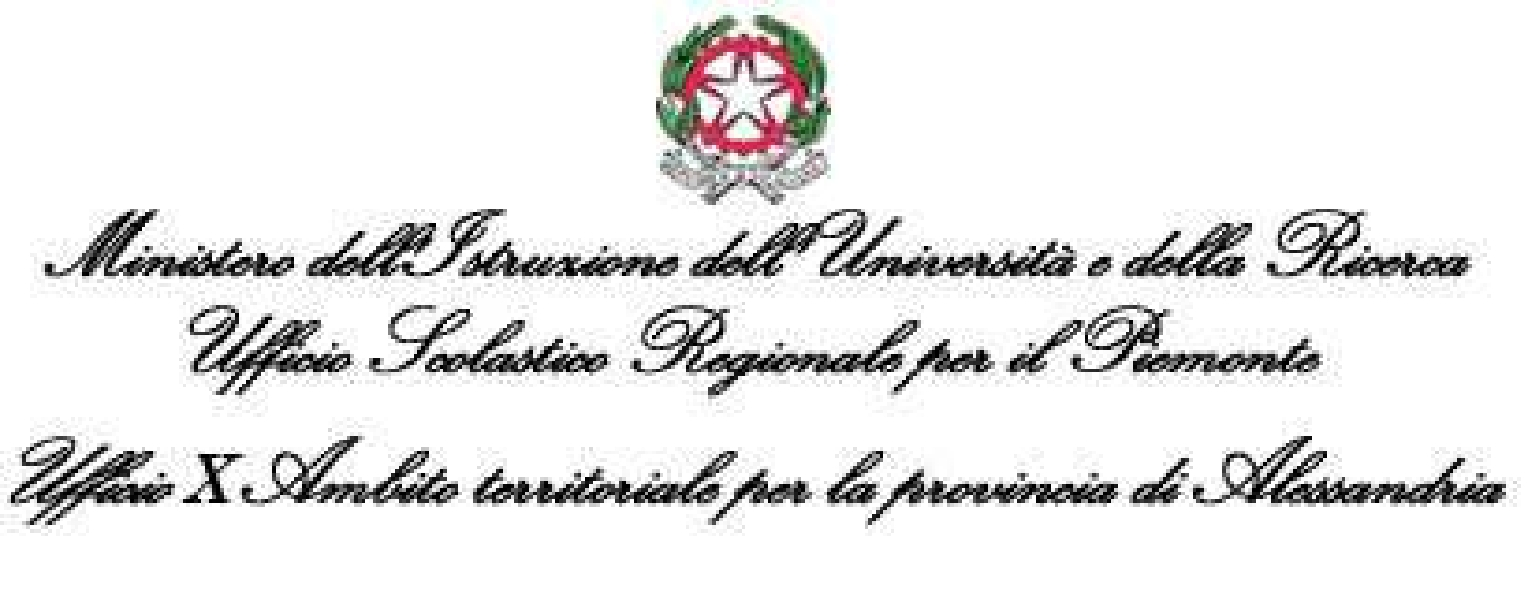 Ministero dell'Istruzione dell'Università e della Ricerca
Ufficio Scolastico Regionale per il Piemonte
Ufficio X Ambito territoriale per la provincia di Alessandria